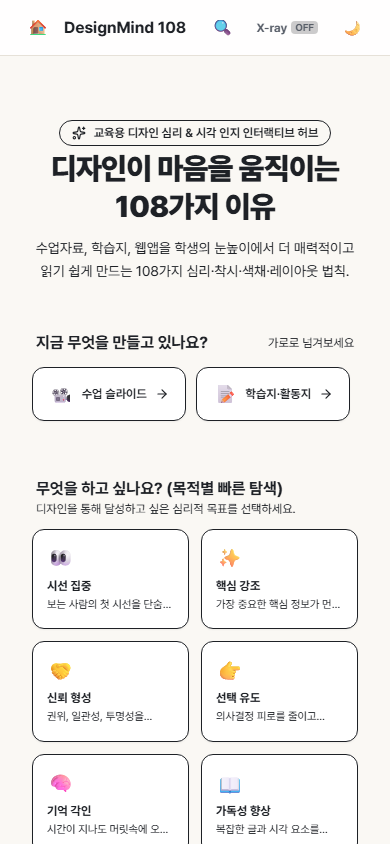 DesignMind 108
X-ray OFF
교육용 디자인 심리 & 시각 인지 인터랙티브 허브
디자인이 마음을 움직이는
108가지 이유
수업자료, 학습지, 웹앱을 학생의 눈높이에서 더 매력적이고
읽기 쉽게 만드는 108가지 심리·착시·색채·레이아웃 법칙.
지금 무엇을 만들고 있나요?
가로로 넘겨보세요
수업 슬라이드
학습지·활동지
무엇을 하고 싶나요? (목적별 빠른 탐색)
디자인을 통해 달성하고 싶은 심리적 목표를 선택하세요.
시선 집중
보는 사람의 첫 시선을 단숨...
핵심 강조
가장 중요한 핵심 정보가 먼...
신뢰 형성
권위, 일관성, 투명성을...
선택 유도
의사결정 피로를 줄이고...
기억 각인
시간이 지나도 머릿속에 오...
가독성 향상
복잡한 글과 시각 요소를...